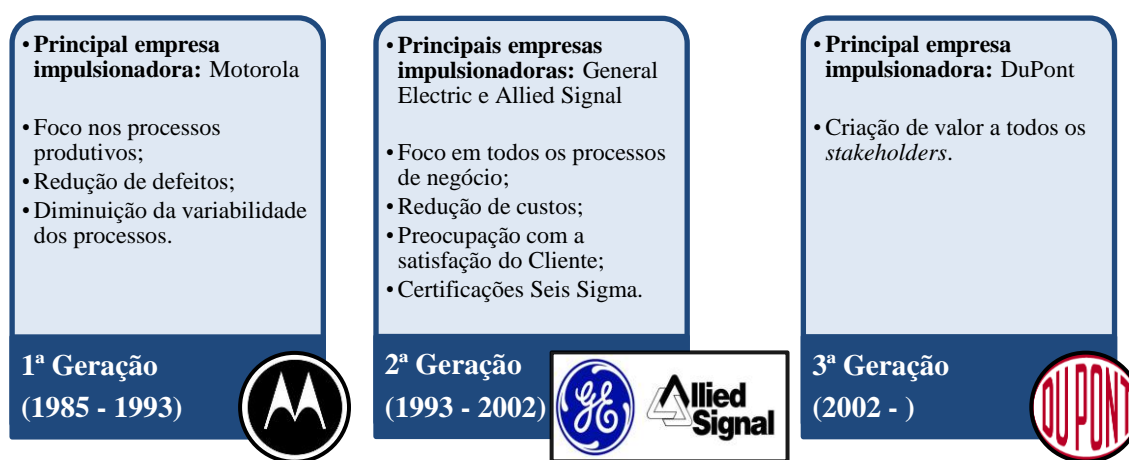 • Principal empresa
impulsionadora: Motorola
• Foco nos processos
produtivos;
• Redução de defeitos;
• Diminuição da variabilidade
dos processos.
1ª Geração
(1985 - 1993)
• Principais empresas
impulsionadoras: General
Electric e Allied Signal
• Foco em todos os processos
de negócio;
• Redução de custos;
• Preocupação com a
satisfação do Cliente;
• Certificações Seis Sigma.
2ª Geração
(1993 - 2002)
GE
Allied
Signal
• Principal empresa
impulsionadora: DuPont
• Criação de valor a todos os
stakeholders.
3ª Geração
(2002 - )
DU PONT